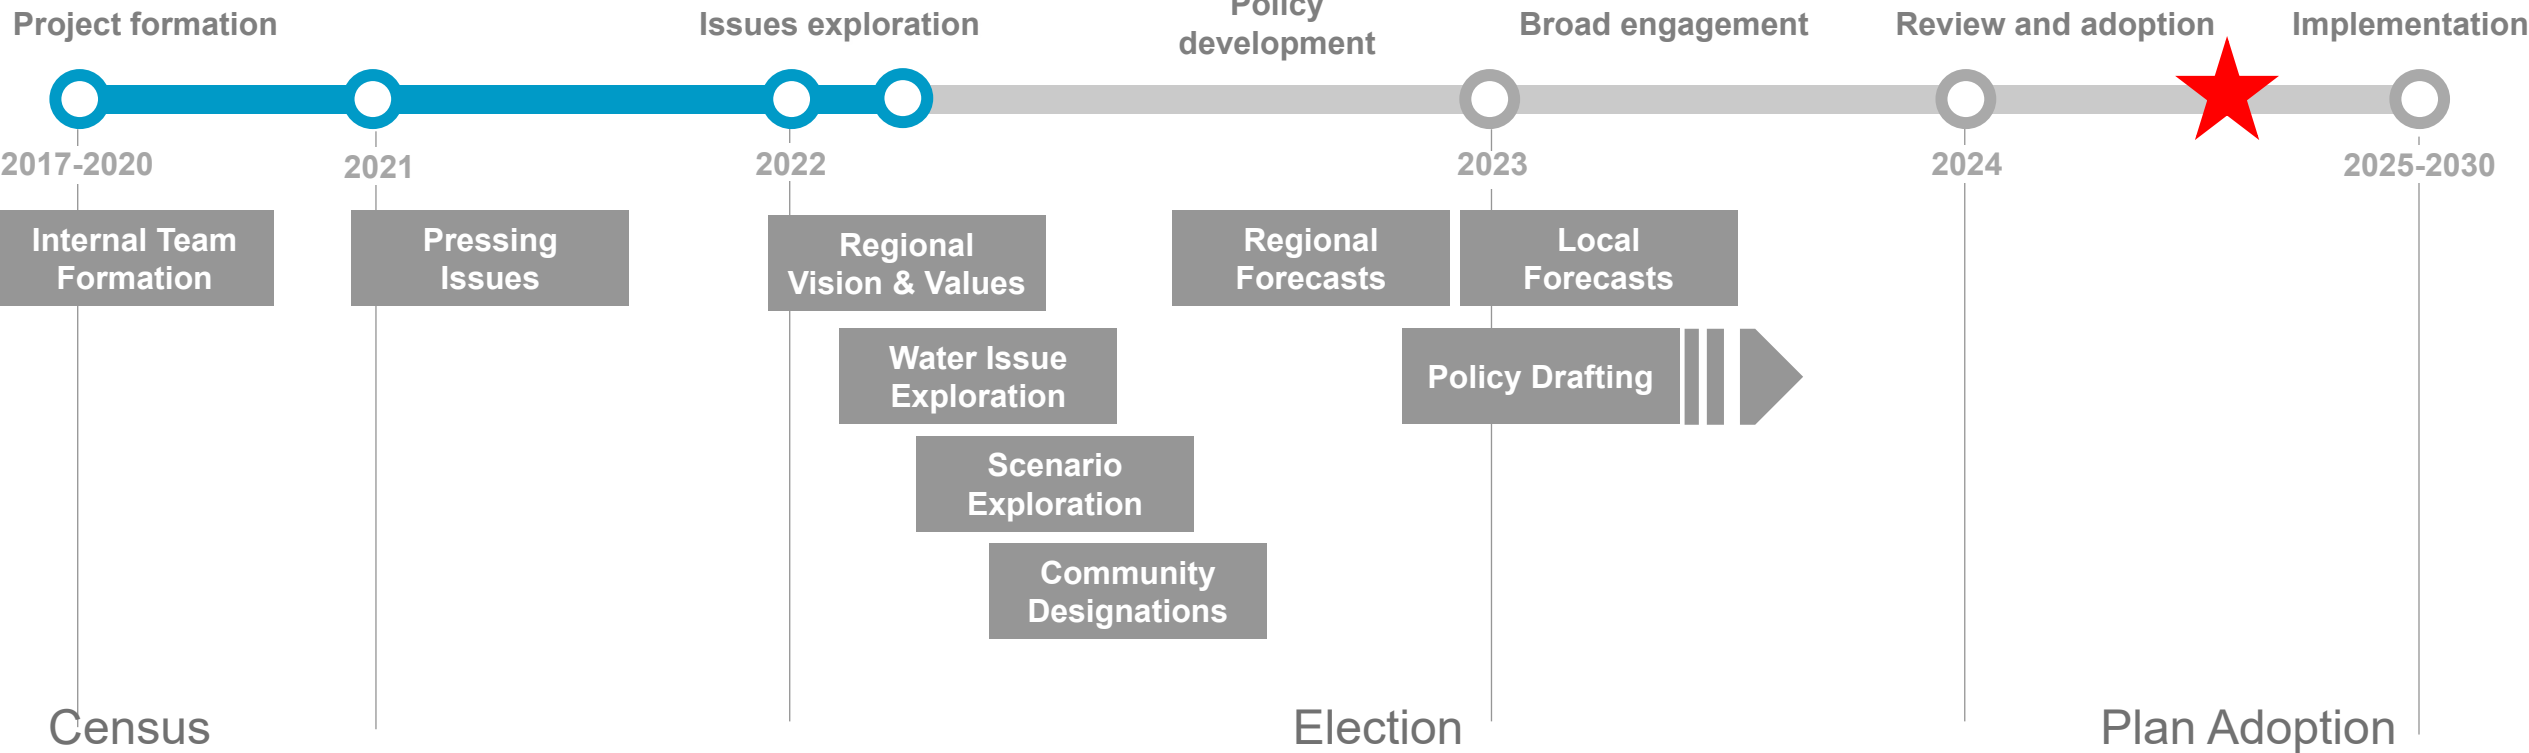 Project formation
Issues exploration
Policy
development
Broad engagement
Review and adoption
Implementation
2017-2020
2021
2022
2023
2024
2025-2030
Internal Team
Formation
Pressing
Issues
Regional
Vision & Values
Regional
Forecasts
Local
Forecasts
Water Issue
Exploration
Policy Drafting
Scenario
Exploration
Community
Designations
Census
Election
Plan Adoption